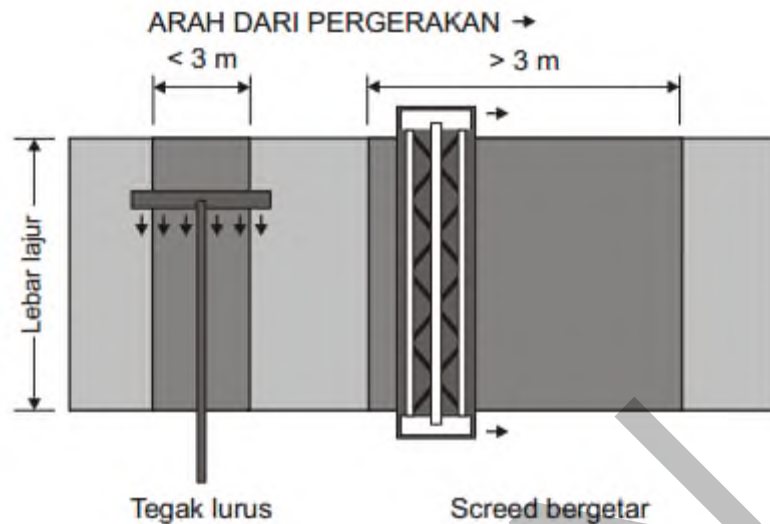 ARAH DARI PERGERAKAN →
< 3 m
> 3 m
Lebar lajur
Tegak lurus
Screed bergetar